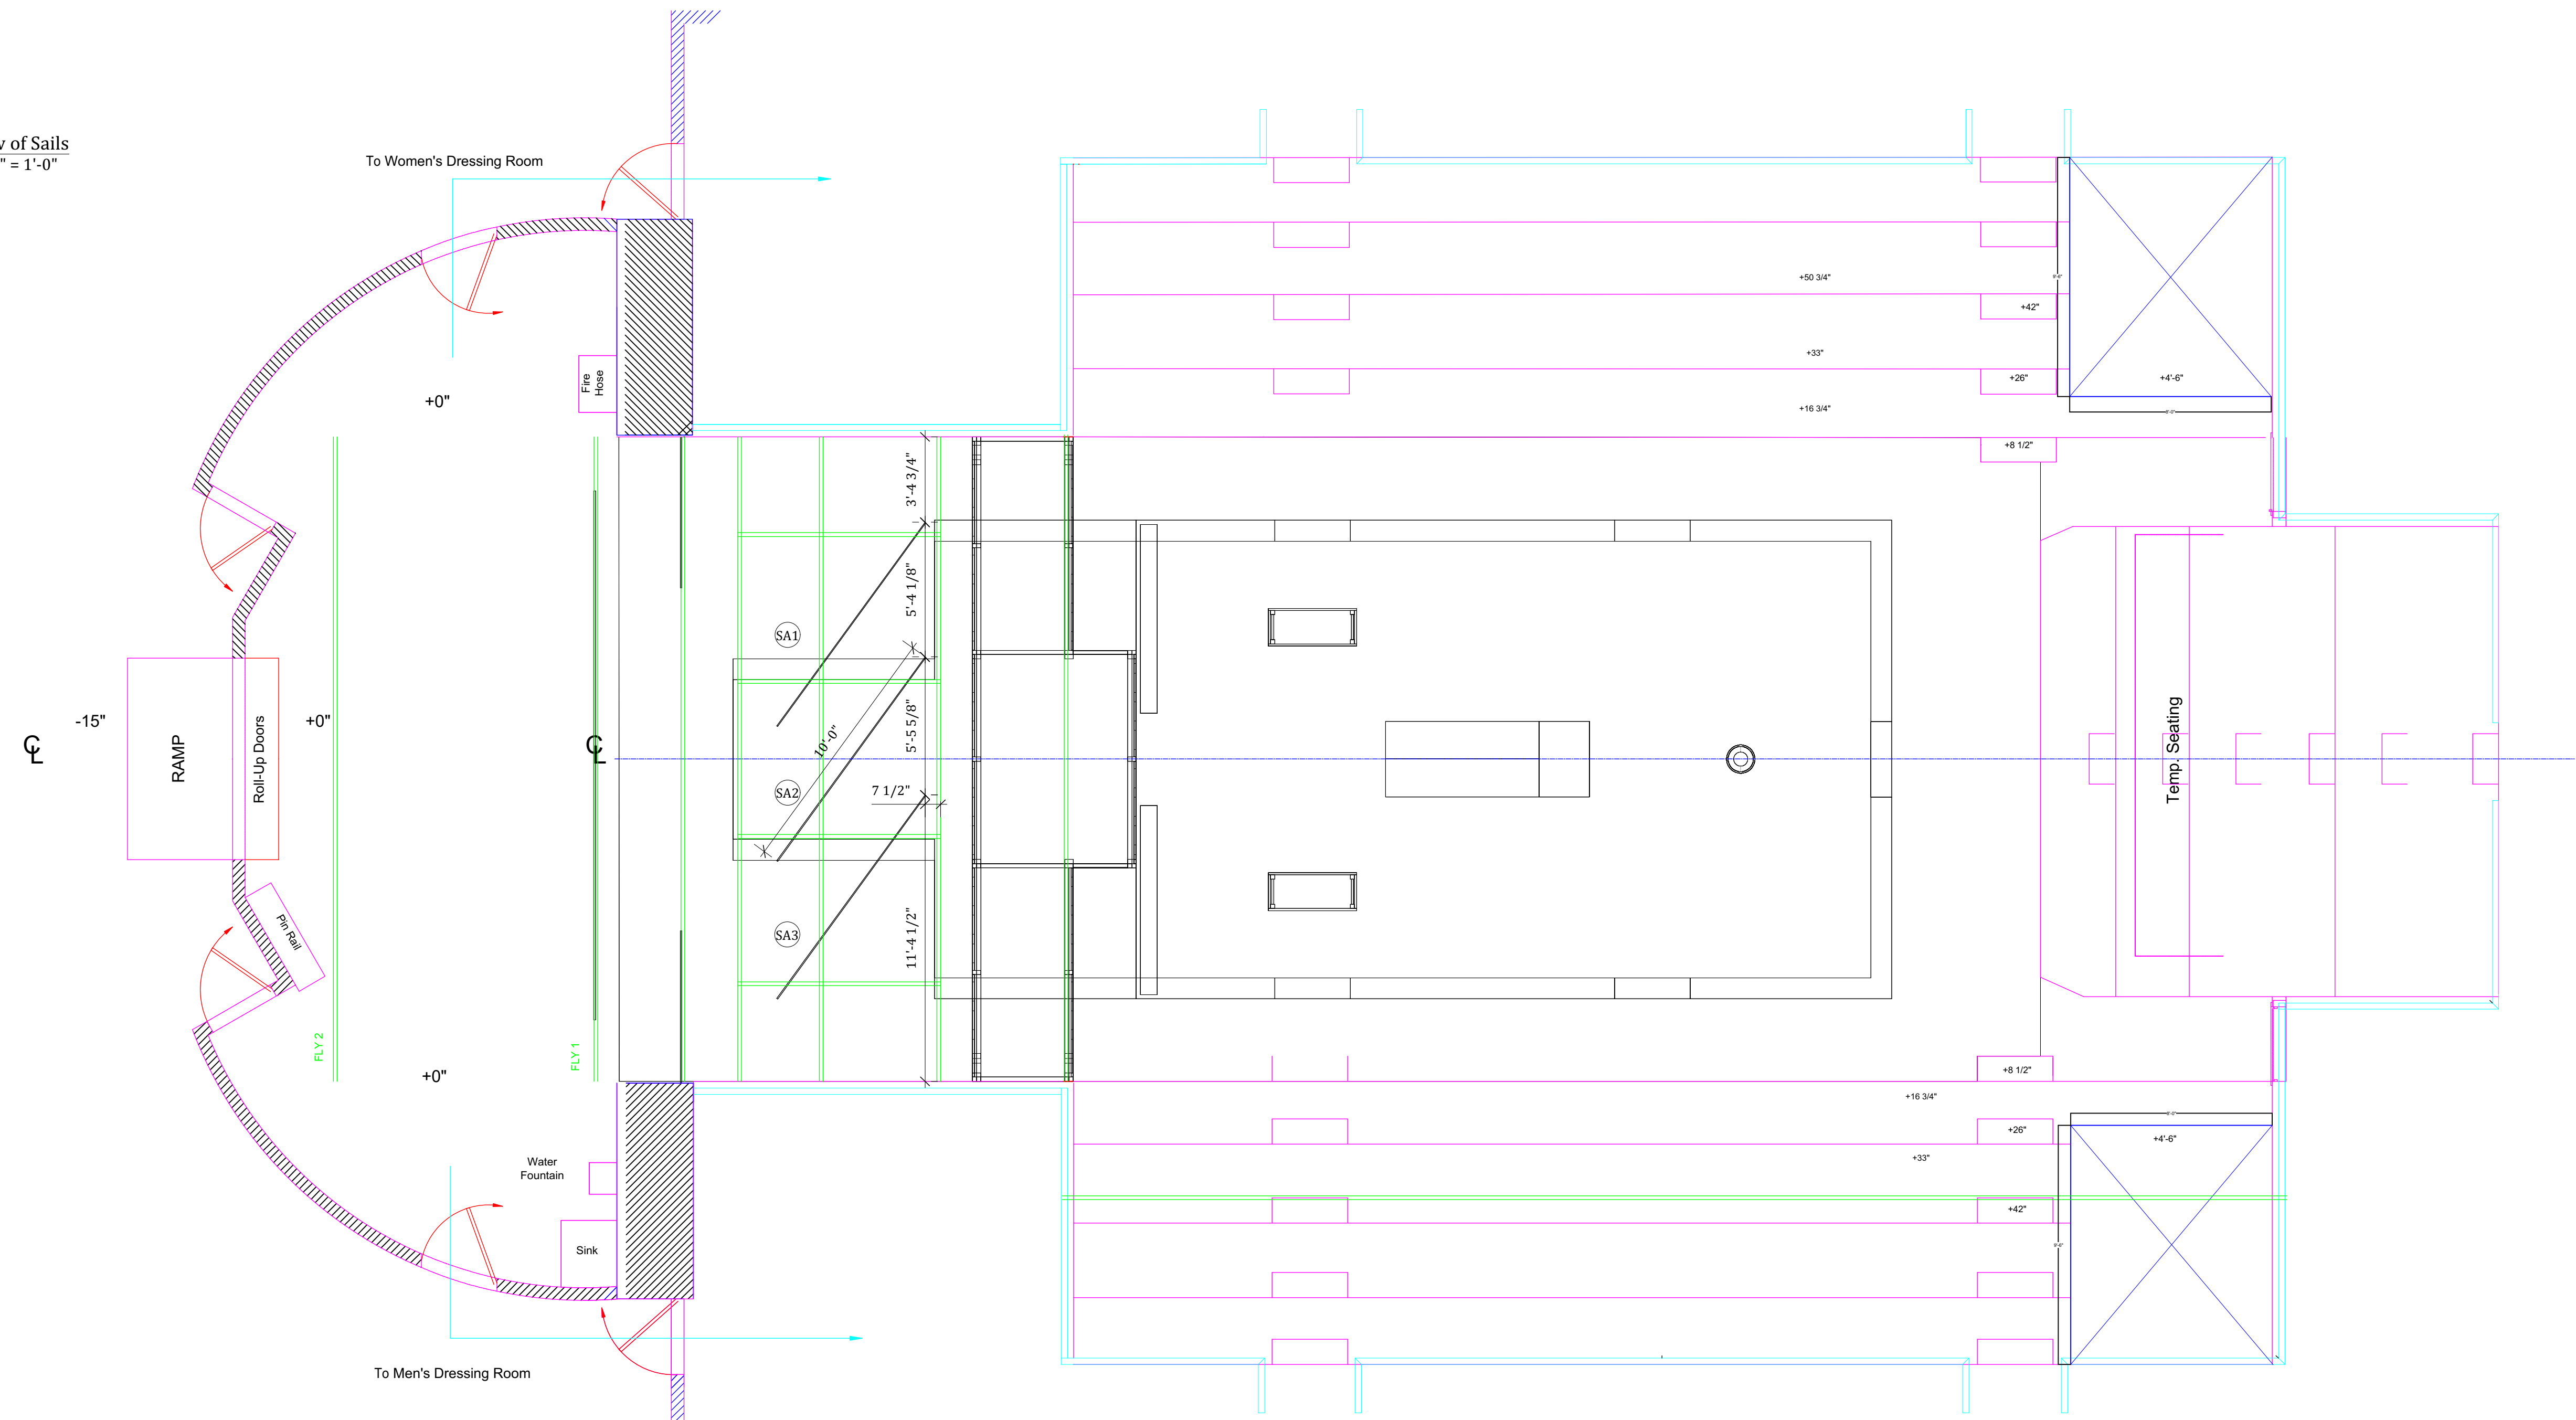 of Sails
" = 1'-0"
To Women's Dressing Room
+50 3/4"
+42"
+33"
+26"
+4'-6"
+16 3/4"
+8 1/2"
Fire
Hose
+0"
3'-4 3/4"
5'-4 1/8"
SA1
5'-5 5/8"
10'-0"
7 1/2"
SA2
SA3
11'-4 1/2"
-15"
+0"
RAMP
Roll-Up Doors
Temp. Seating
Pin Rail
FLY 2
FLY 1
+0"
+8 1/2"
+16 3/4"
+26"
+4'-6"
+33"
+42"
Water
Fountain
Sink
To Men's Dressing Room